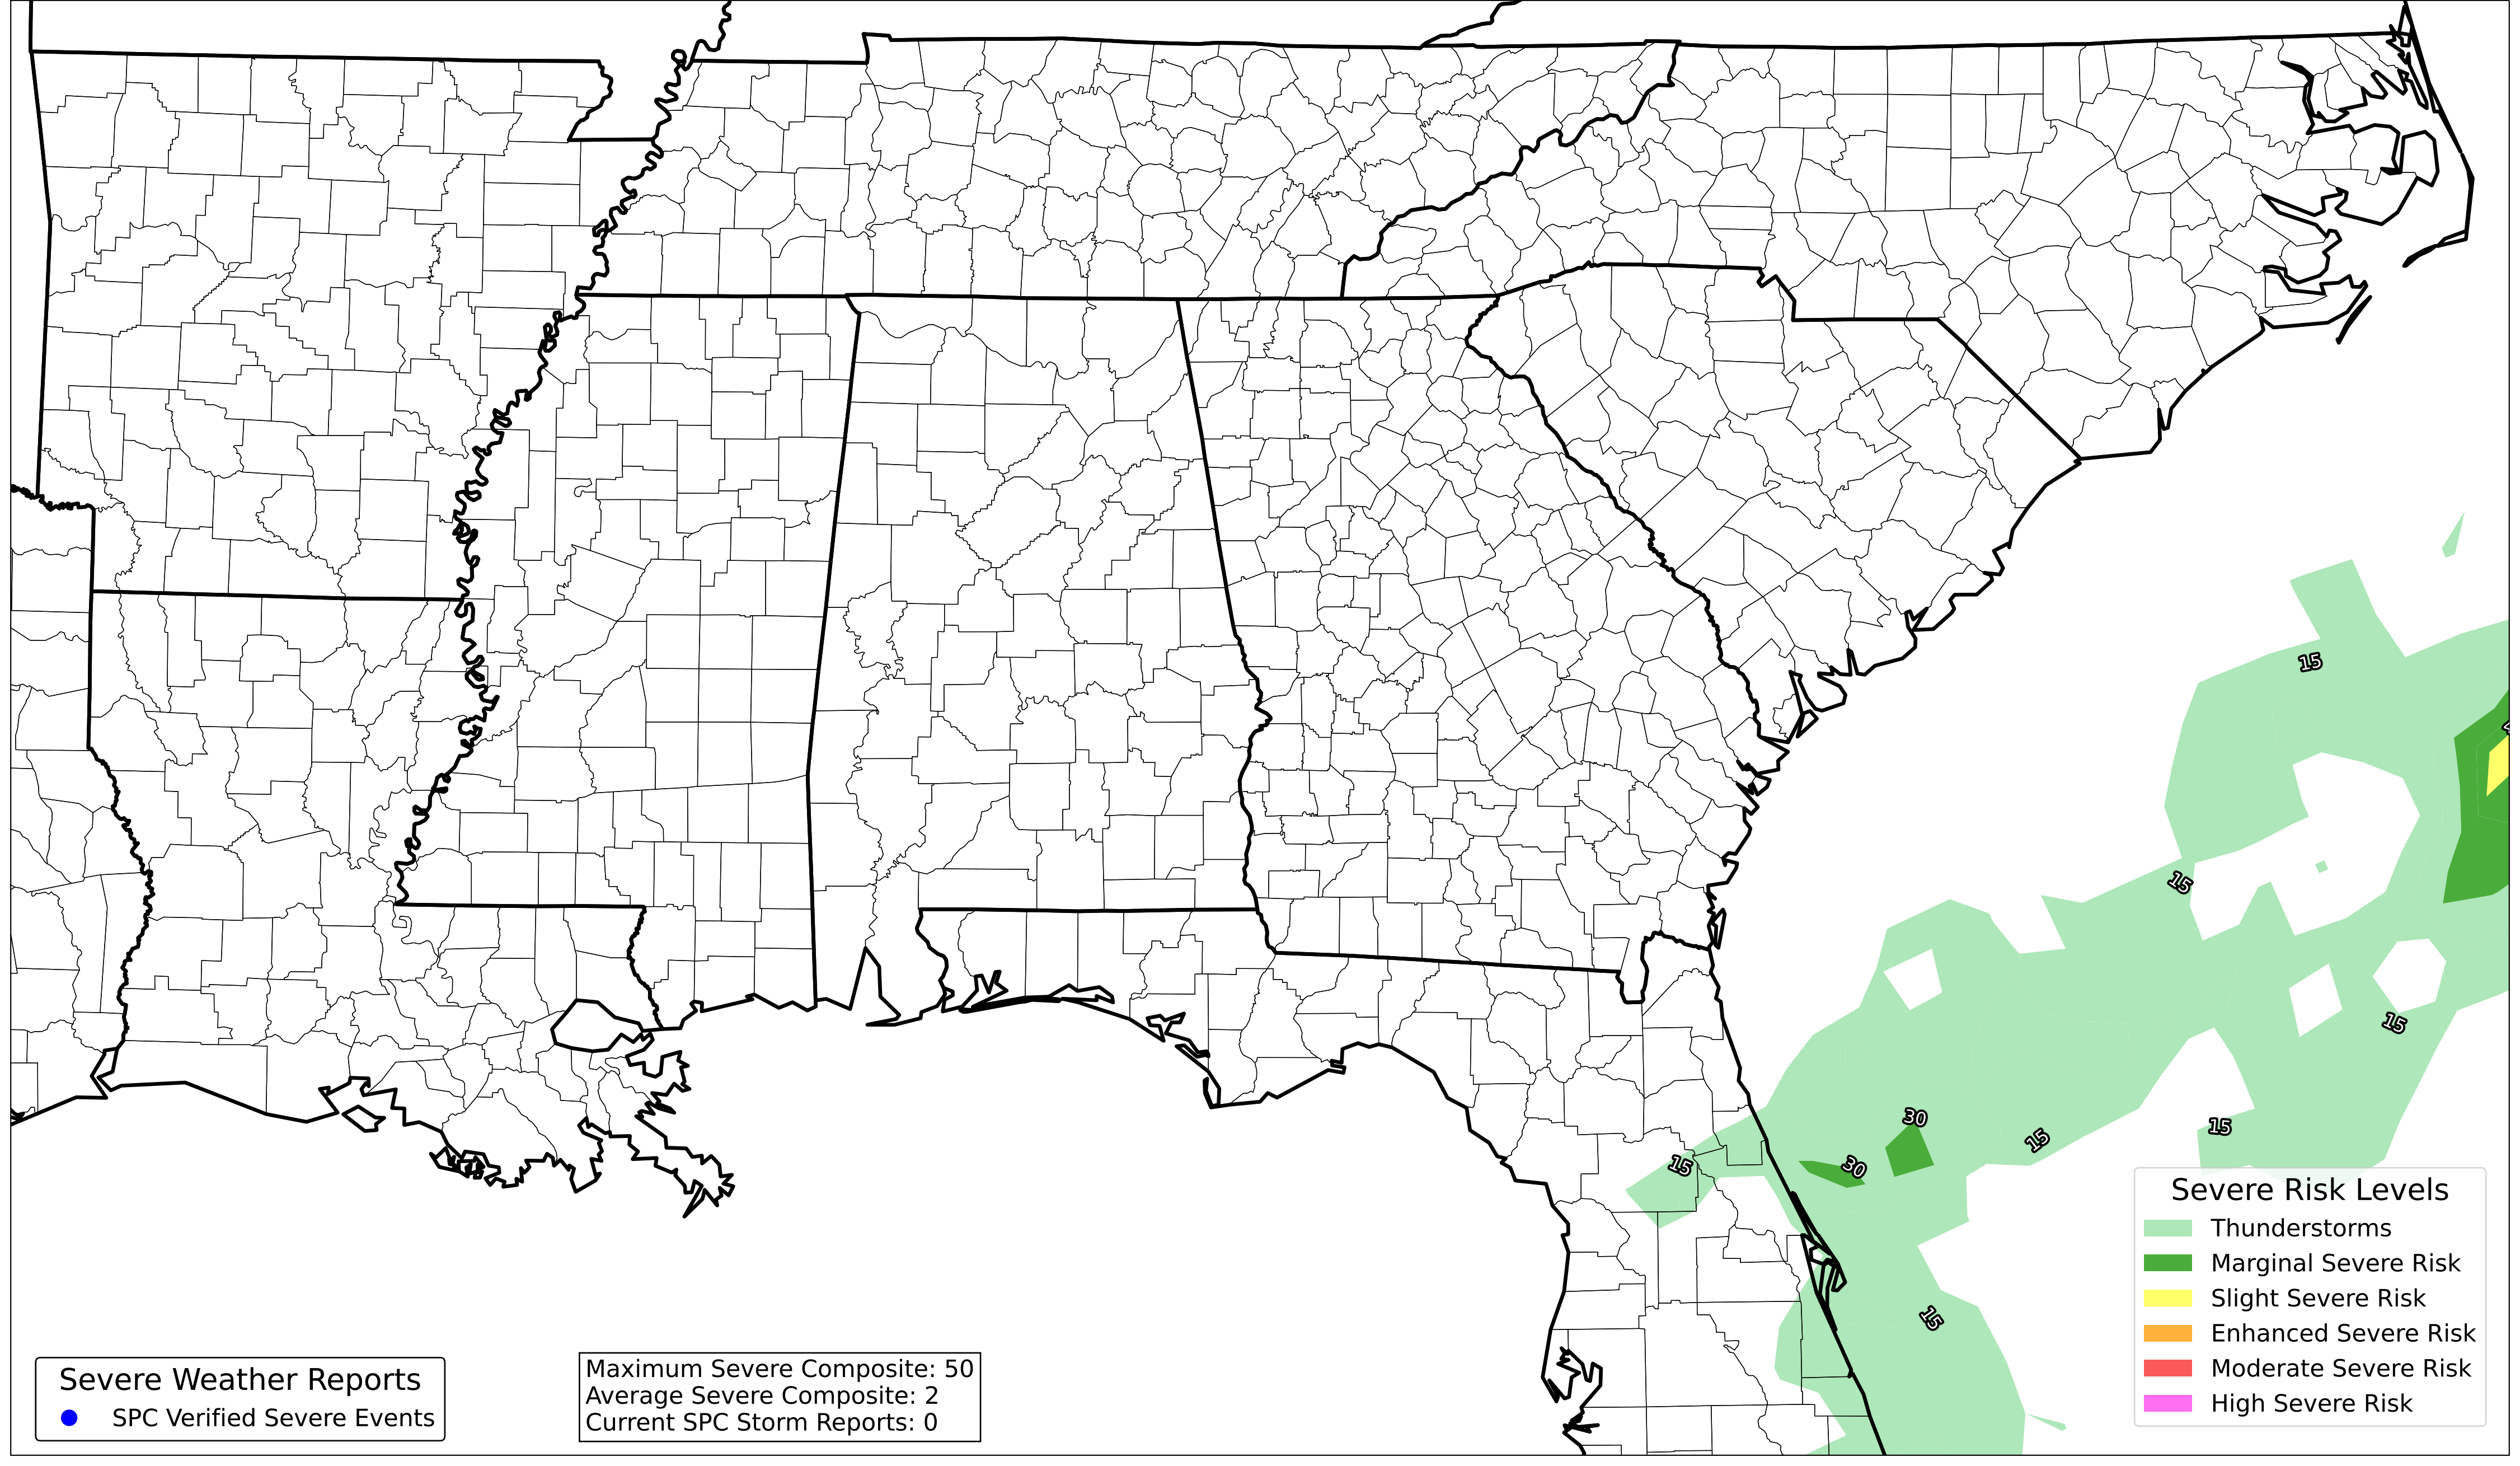 15
15
15
30
15
15
15
30
15
Severe Risk Levels
Thunderstorms
Marginal Severe Risk
Slight Severe Risk
Enhanced Severe Risk
Moderate Severe Risk
High Severe Risk
Severe Weather Reports
SPC Verified Severe Events
Maximum Severe Composite: 50
Average Severe Composite: 2
Current SPC Storm Reports: 0